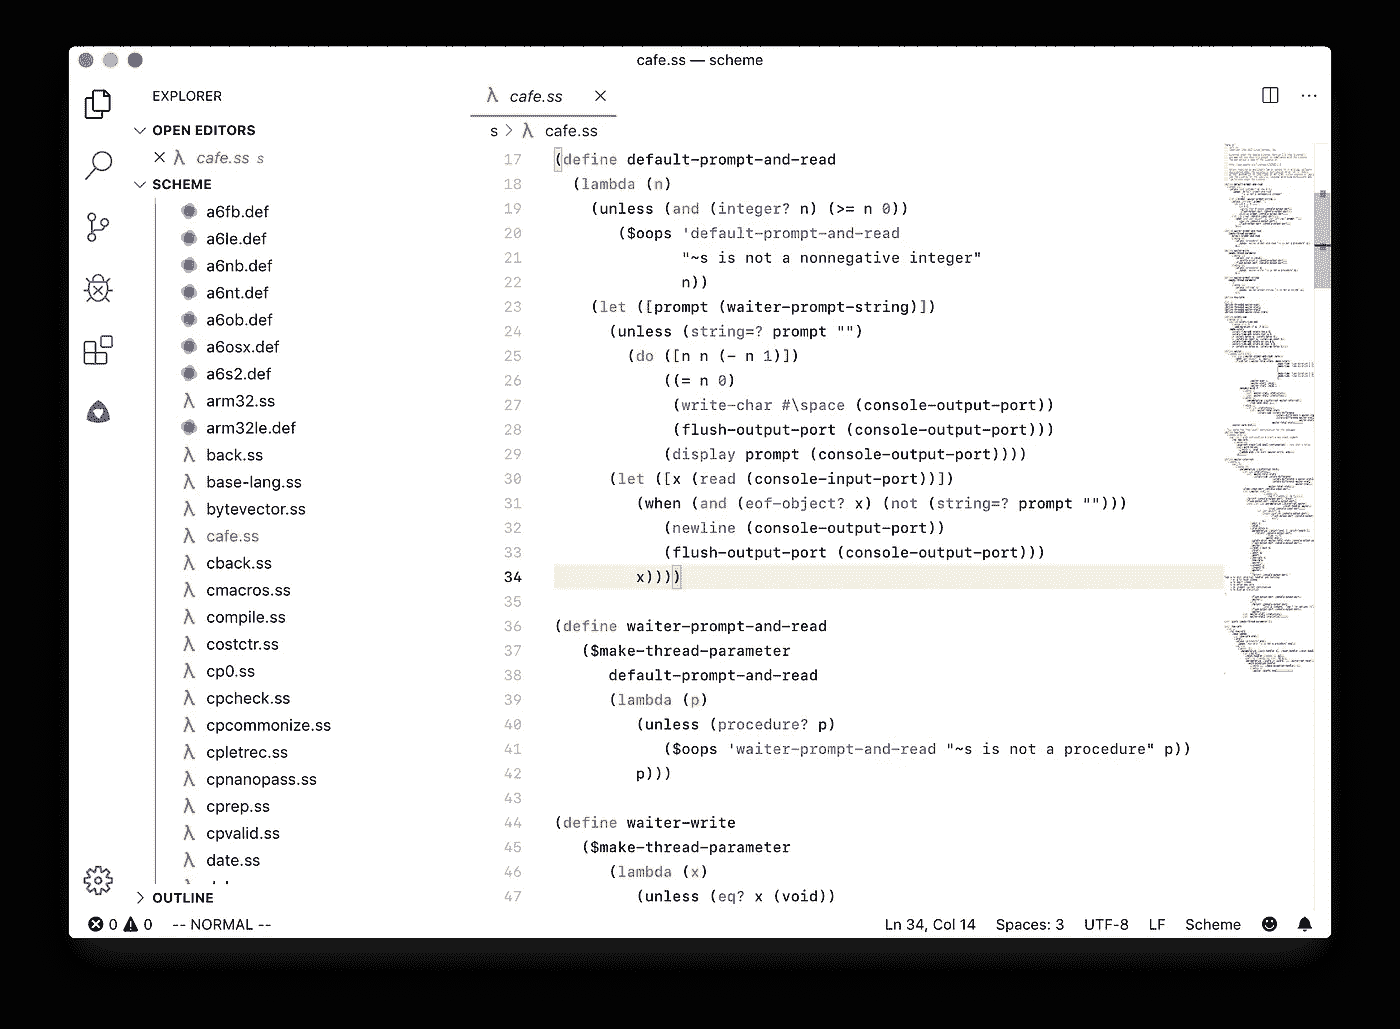 cafe.ss — scheme
EXPLORER
OPEN EDITORS
cafe.ss s
SCHEME
a6fb.def
a6le.def
a6nb.def
a6nt.def
a6ob.def
a6osx.def
a6s2.def
arm32.ss
arm32le.def
back.ss
base-lang.ss
bytevector.ss
cafe.ss
cback.ss
cmacros.ss
compile.ss
costctr.ss
cp0.ss
cpcheck.ss
cpcommonize.ss
cpletrec.ss
cpnanopass.ss
cprep.ss
cpvalid.ss
date.ss
OUTLINE
λ cafe.ss
s > λ cafe.ss
17 (define default-prompt-and-read
18 (lambda (n)
19 (unless (and (integer? n) (>= n 0))
20 ($oops 'default-prompt-and-read
21 "~s is not a nonnegative integer"
22 n))
23 (let ([prompt (waiter-prompt-string)])
24 (unless (string=? prompt "")
25 (do ([n n (- n 1)])
26 ((= n 0)
27 (write-char #\space (console-output-port))
28 (flush-output-port (console-output-port)))
29 (display prompt (console-output-port))))
30 (let ([x (read (console-input-port))])
31 (when (and (eof-object? x) (not (string=? prompt "")))
32 (newline (console-output-port))
33 (flush-output-port (console-output-port)))
34 x))))
35
36 (define waiter-prompt-and-read
37 ($make-thread-parameter
38 default-prompt-and-read
39 (lambda (p)
40 (unless (procedure? p)
41 ($oops 'waiter-prompt-and-read "~s is not a procedure" p))
42 p)))
43
44 (define waiter-write
45 ($make-thread-parameter
46 (lambda (x)
47 (unless (eq? x (void))
0 0 -- NORMAL --
Ln 34, Col 14 Spaces: 3 UTF-8 LF Scheme